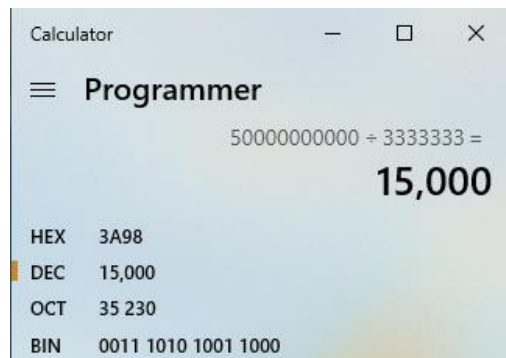 Calculator
Programmer
50000000000 ÷ 3333333 =
15,000
HEX 3A98
DEC 15,000
OCT 35 230
BIN 0011 1010 1001 1000